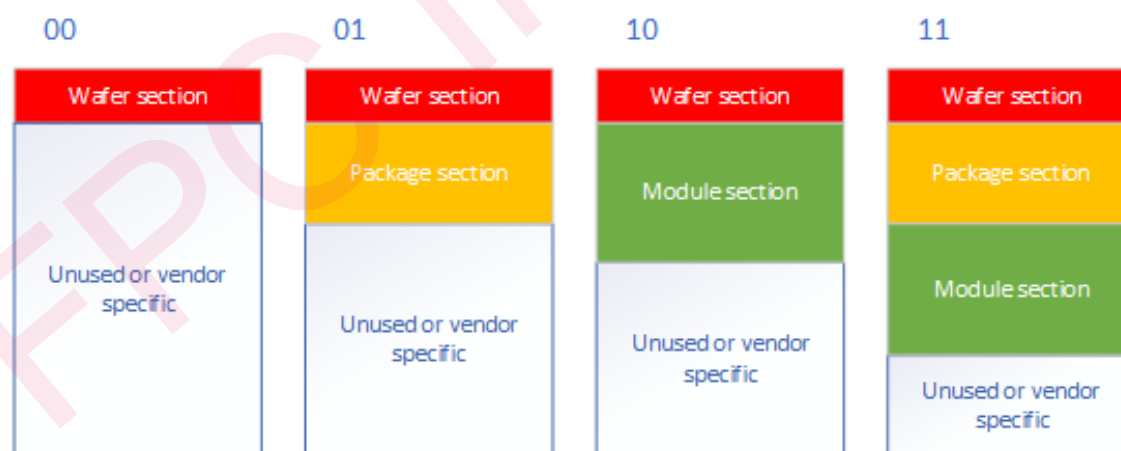 00
01
10
11
Wafer section
Wafer section
Wafer section
Wafer section
Package section
Package section
Module section
Module section
Unused or vendor
specific
Unused or vendor
specific
Unused or vendor
specific
Unused or vendor
specific